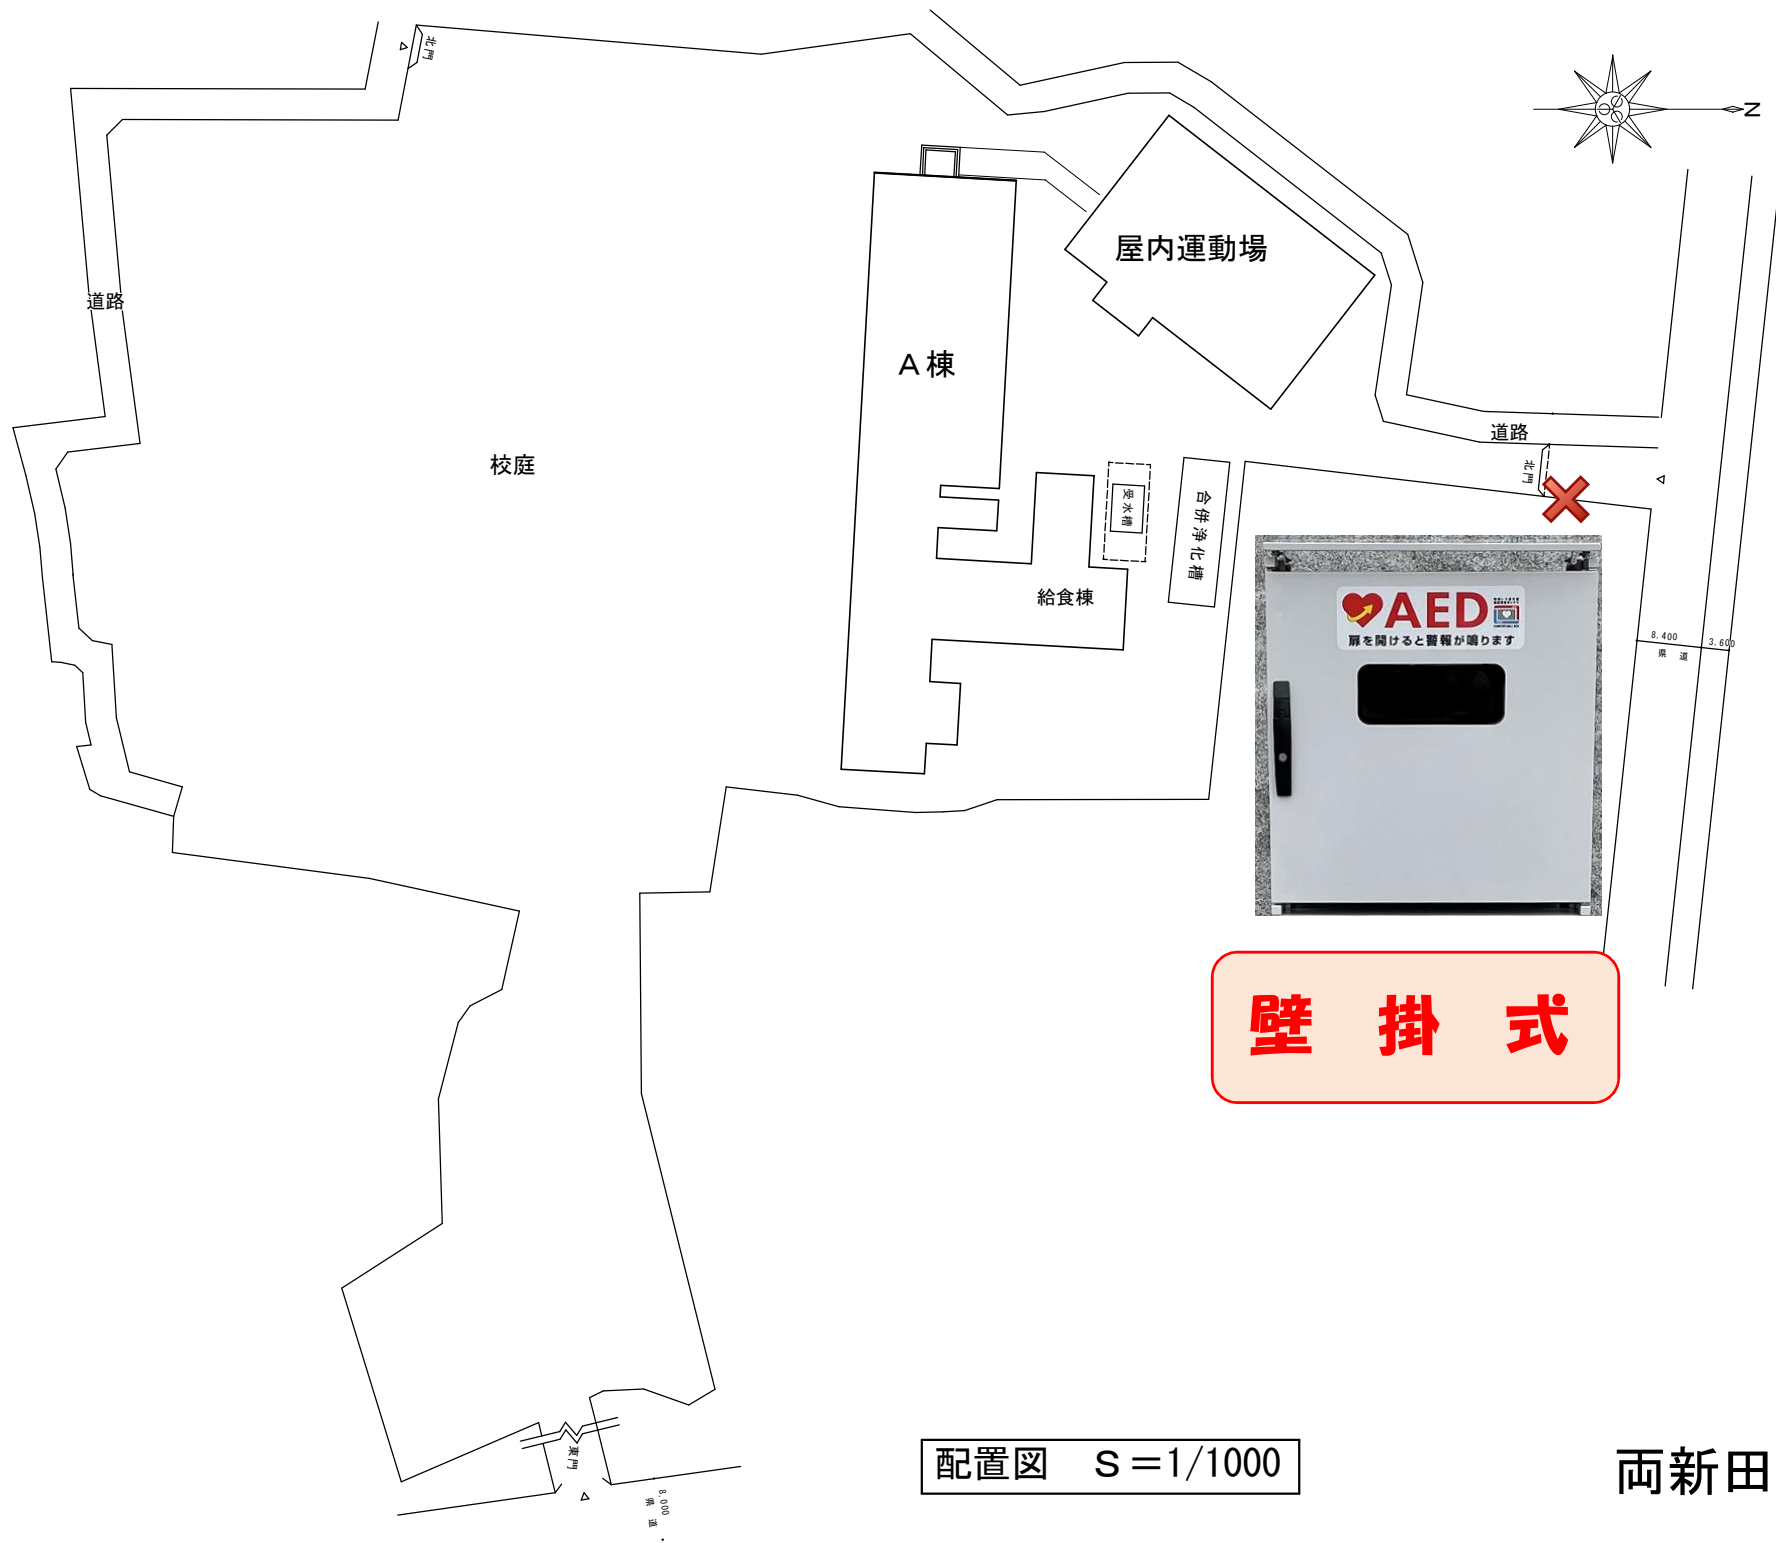 北門
N
道路
屋内運動場
A棟
校庭
道路
北門
受水槽
合併浄化槽
給食棟
AED
扉を開けると警報が鳴ります
8.400
3.600
県道
壁掛式
東門
8.000
県道
配置図 S=1/1000
両新田